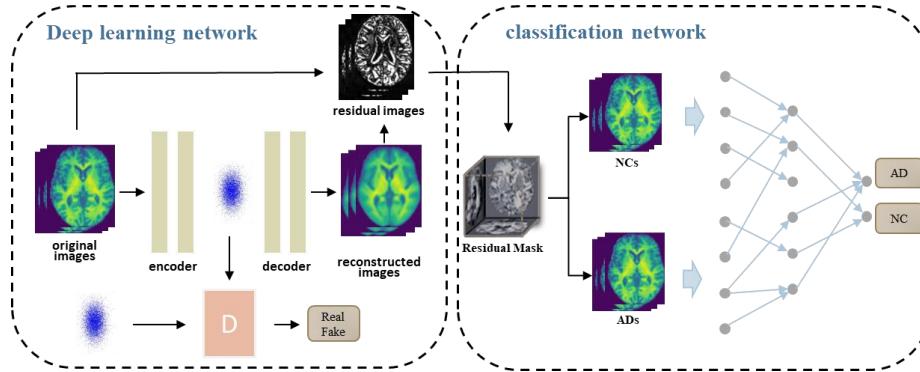 Deep learning network
classification network
residual images
original
images
encoder
decoder
reconstructed
images
D
Real
Fake
Residual Mask
NCs
ADs
AD
NC